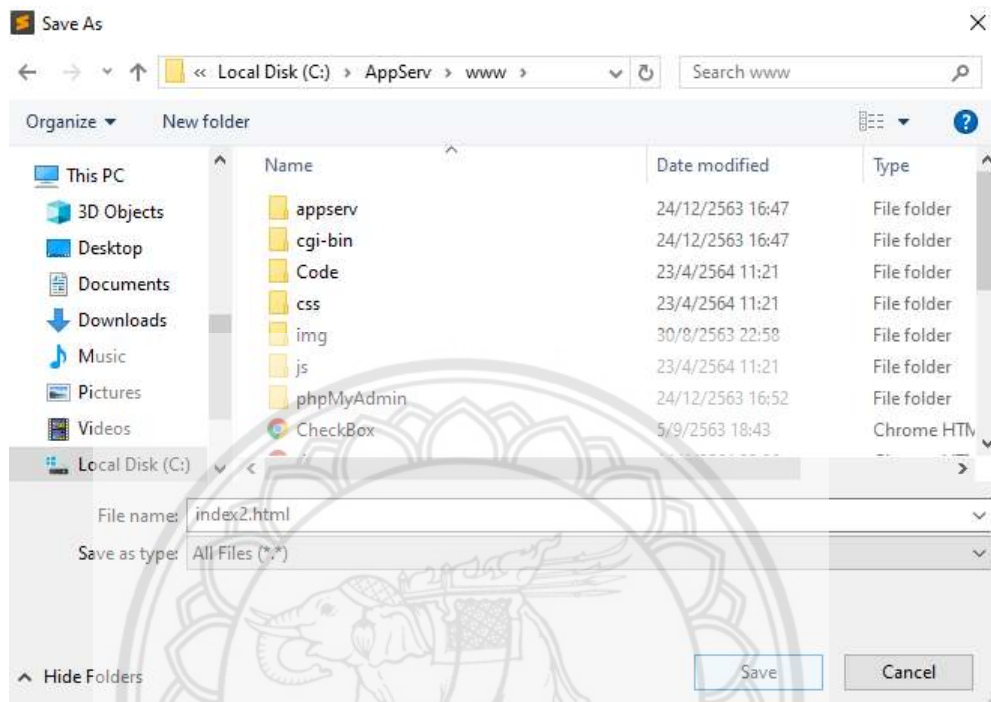 Save As
« Local Disk (C:) › AppServ › www ›
Search www
Organize
New folder
Name
Date modified
Type
This PC
3D Objects
Desktop
Documents
Downloads
Music
Pictures
Videos
Local Disk (C:)
appserv 24/12/2563 16:47 File folder
cgi-bin 24/12/2563 16:47 File folder
Code 23/4/2564 11:21 File folder
css 23/4/2564 11:21 File folder
img 30/8/2563 22:58 File folder
js 23/4/2564 11:21 File folder
phpMyAdmin 24/12/2563 16:52 File folder
CheckBox 5/9/2563 18:43 Chrome HTM
File name: index2.html
Save as type: All Files (*.*)
Hide Folders
Save
Cancel